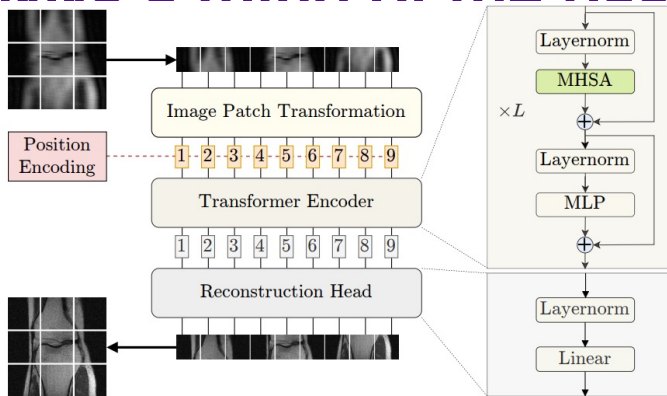 Image Patch Transformation
Position
Encoding
1 2 3 4 5 6 7 8 9
Transformer Encoder
1 2 3 4 5 6 7 8 9
Reconstruction Head
Layernorm
MHSA
×L
Layernorm
MLP
Layernorm
Linear